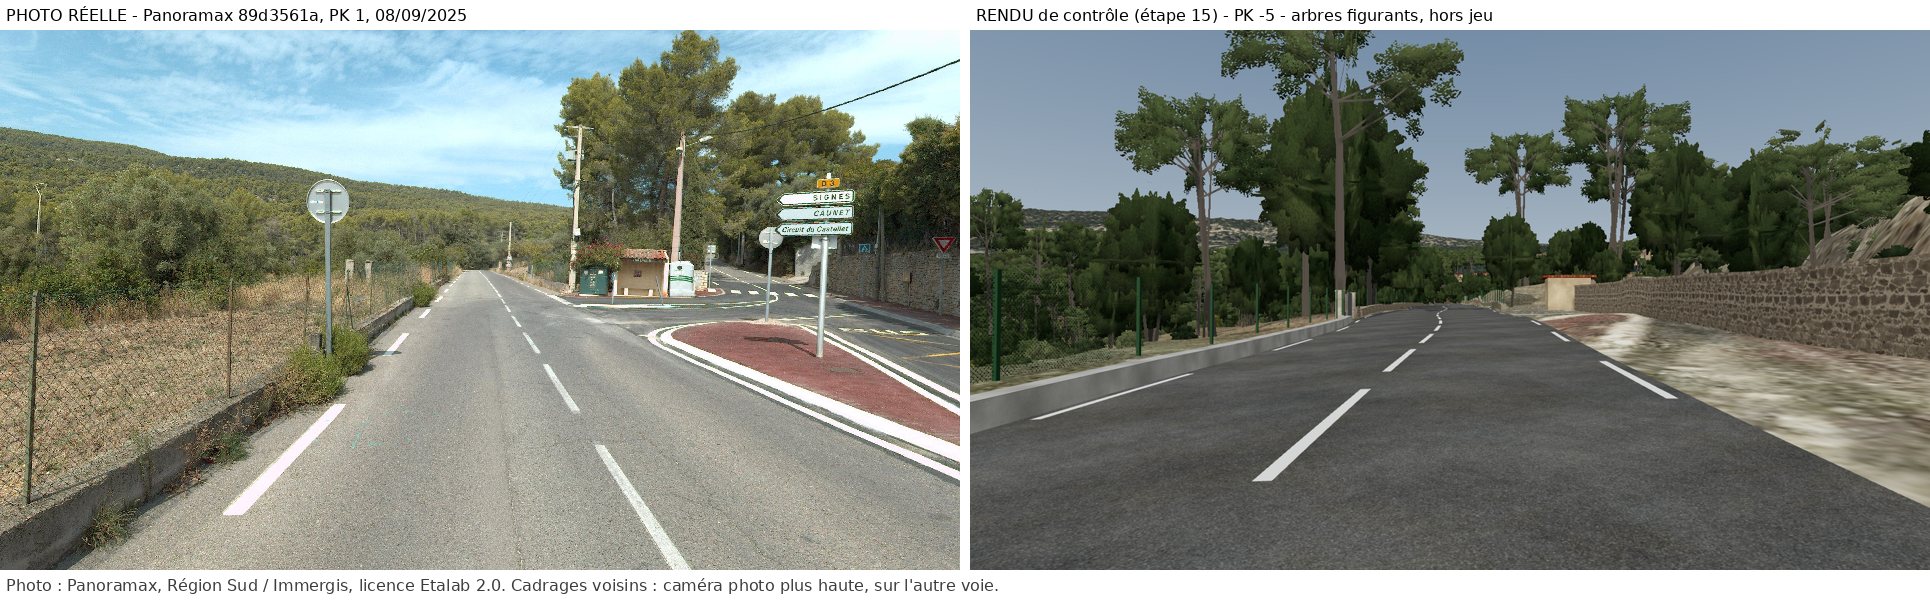 PHOTO RÉELLE - Panoramax 89d3561a, PK 1, 08/09/2025
RENDU de contrôle (étape 15) - PK -5 - arbres figurants, hors jeu
D 3
SIGNES
CAUNET
Circuit du Castellet
Photo : Panoramax, Région Sud / Immergis, licence Etalab 2.0. Cadrages voisins : caméra photo plus haute, sur l'autre voie.